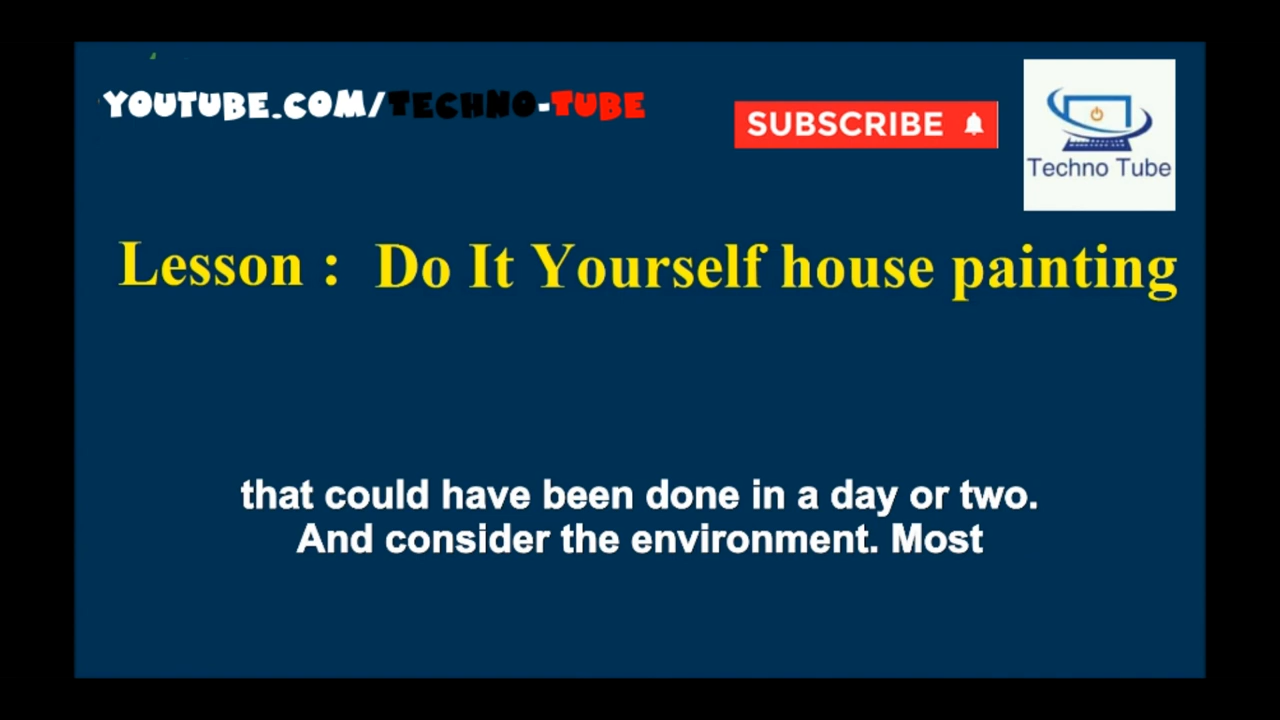 YOUTUBE.COM/TECHNO-TUBE
SUBSCRIBE
Techno Tube
Lesson : Do It Yourself house painting
that could have been done in a day or two.
And consider the environment. Most